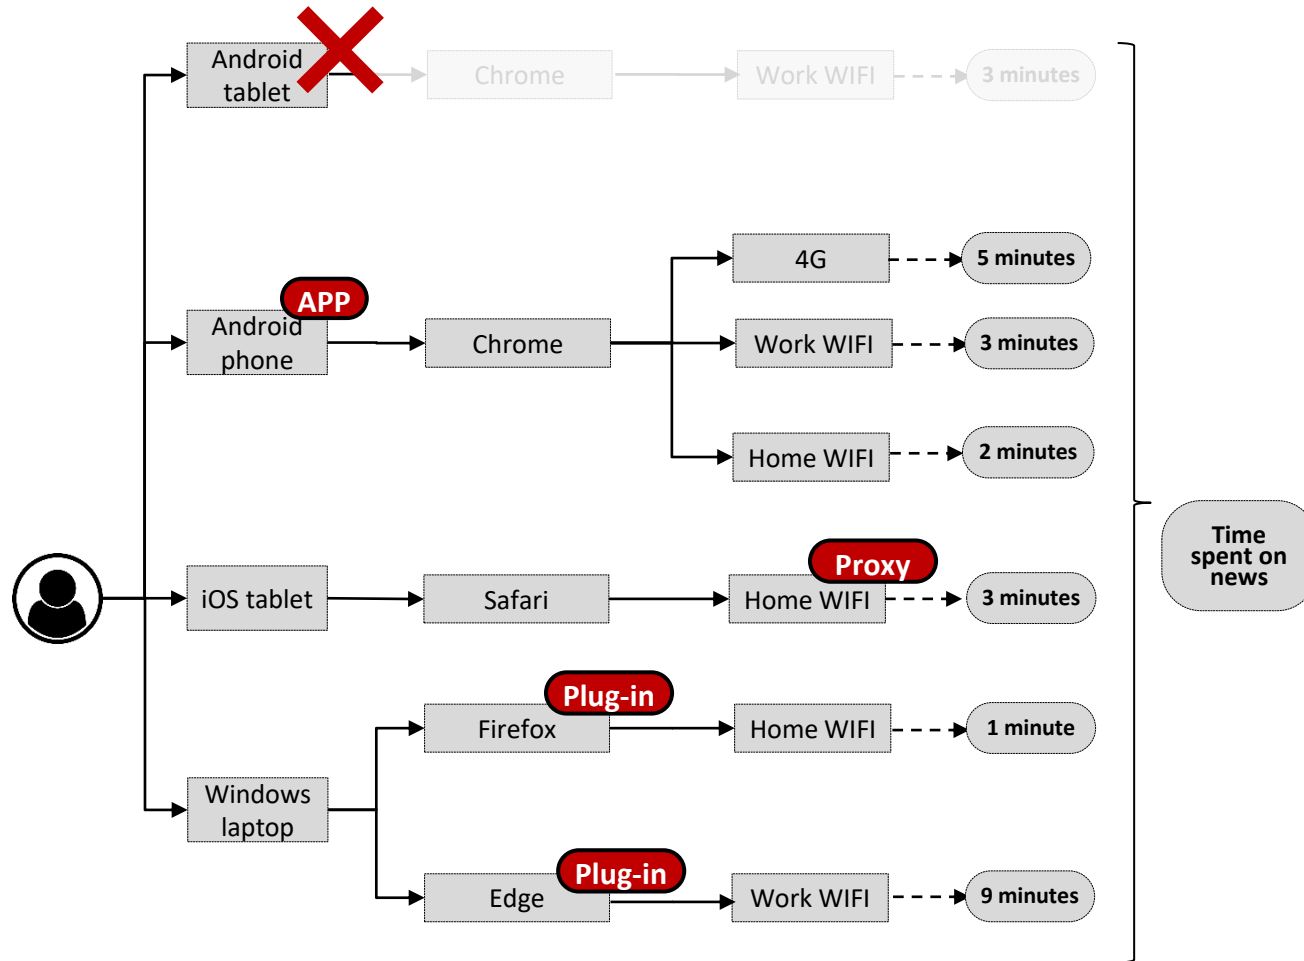 Android
tablet
Chrome
Work WIFI
3 minutes
APP
Android
phone
Chrome
4G
5 minutes
Work WIFI
3 minutes
Home WIFI
2 minutes
iOS tablet
Safari
Proxy
Home WIFI
3 minutes
Time
spent on
news
Windows
laptop
Plug-in
Firefox
Home WIFI
1 minute
Plug-in
Edge
Work WIFI
9 minutes